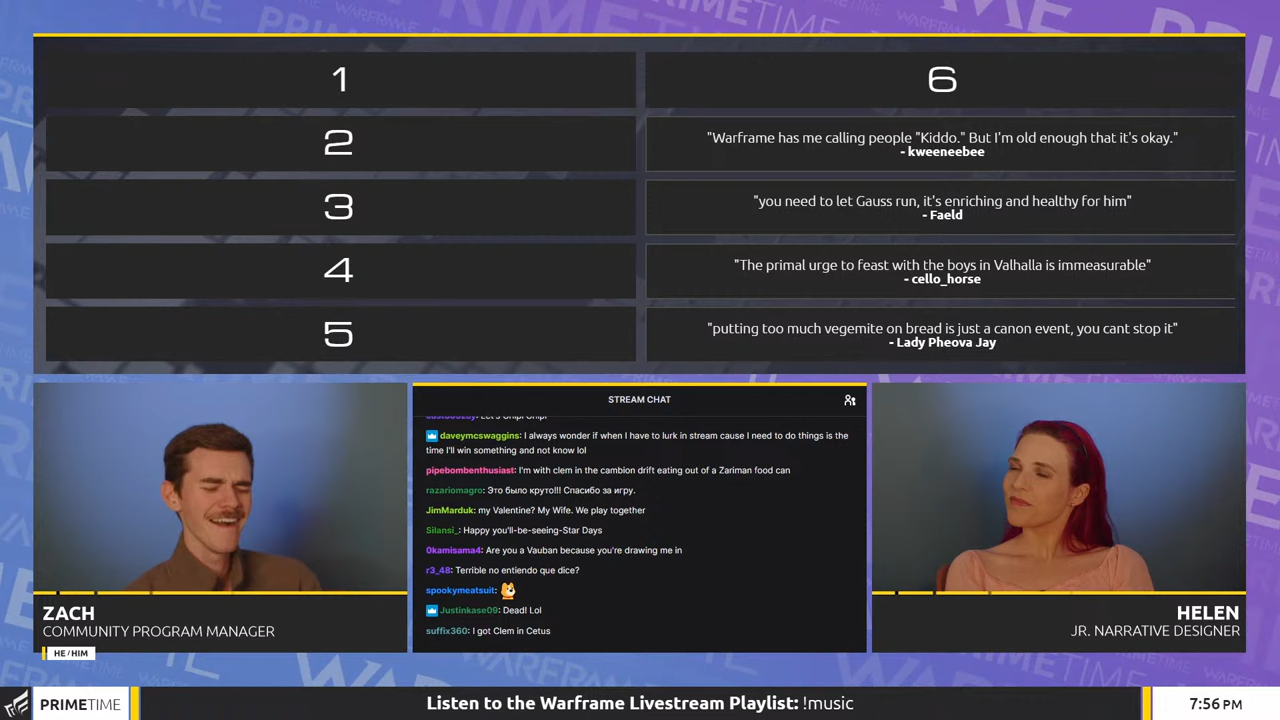 1
6
2
"Warframe has me calling people "Kiddo." But I'm old enough that it's okay."
- kweeneebee
3
"you need to let Gauss run, it's enriching and healthy for him"
- Faeld
4
"The primal urge to feast with the boys in Valhalla is immeasurable"
- cello_horse
5
"putting too much vegemite on bread is just a canon event, you cant stop it"
- Lady Pheova Jay
STREAM CHAT
daveymcswaggins: I always wonder if when I have to lurk in stream cause I need to do things is the
time I'll win something and not know lol
pipebombenthusiast: I'm with clem in the cambion drift eating out of a Zariman food can
razariomagro: Это было круто!!! Спасибо за игру.
JimMarduk: my Valentine? My Wife. We play together
Silansi_: Happy you'll-be-seeing-Star Days
0kamisama4: Are you a Vauban because you're drawing me in
r3_48: Terrible no entiendo que dice?
spookymeatsuit:
Justinkase09: Dead! Lol
suffix360: I got Clem in Cetus
ZACH
COMMUNITY PROGRAM MANAGER
HE / HIM
HELEN
JR. NARRATIVE DESIGNER
PRIMETIME
Listen to the Warframe Livestream Playlist: !music
7:56 PM